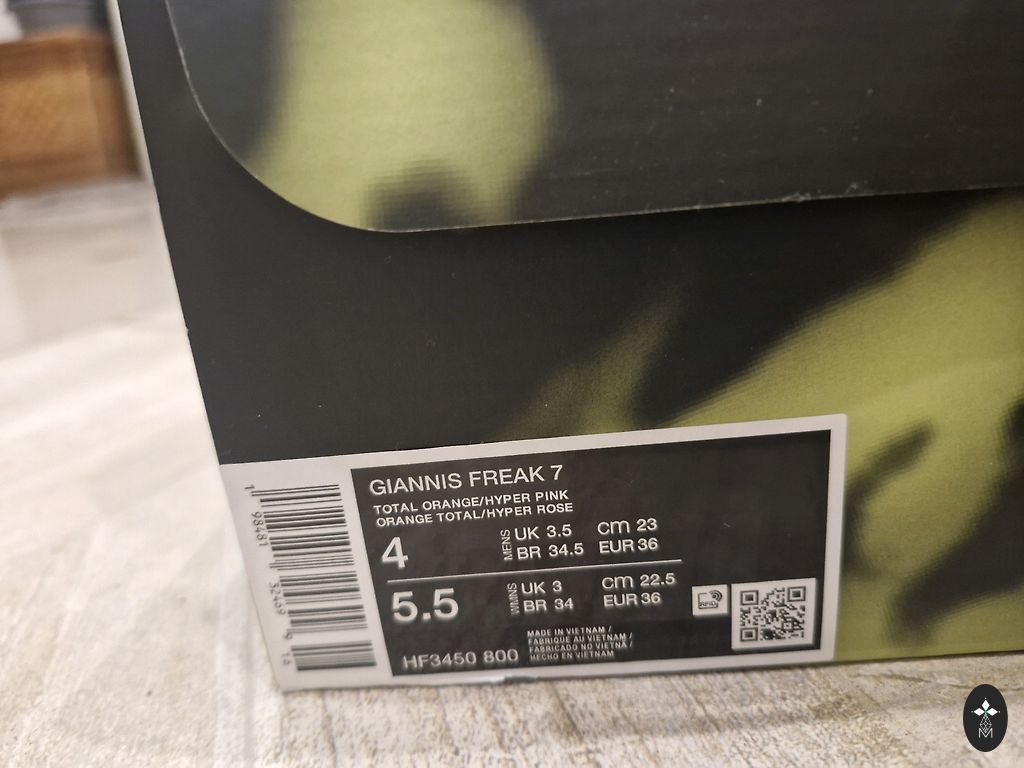 GIANNIS FREAK 7
TOTAL ORANGE/HYPER PINK
ORANGE TOTAL/HYPER ROSE
4
MENS
UK 3.5
BR 34.5
cm 23
EUR 36
5.5
WMNS
UK 3
BR 34
cm 22.5
EUR 36
RFID
HF3450 800
MADE IN VIETNAM /
FABRIQUE AU VIETNAM /
FABRICADO NO VIETNÃ /
HECHO EN VIETNAM
M